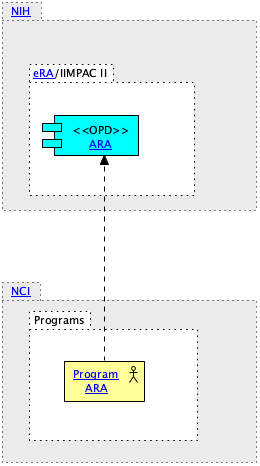 NIH
eRA/IIMPAC II
<<OPD>>
ARA
NCI
Programs
Program
ARA